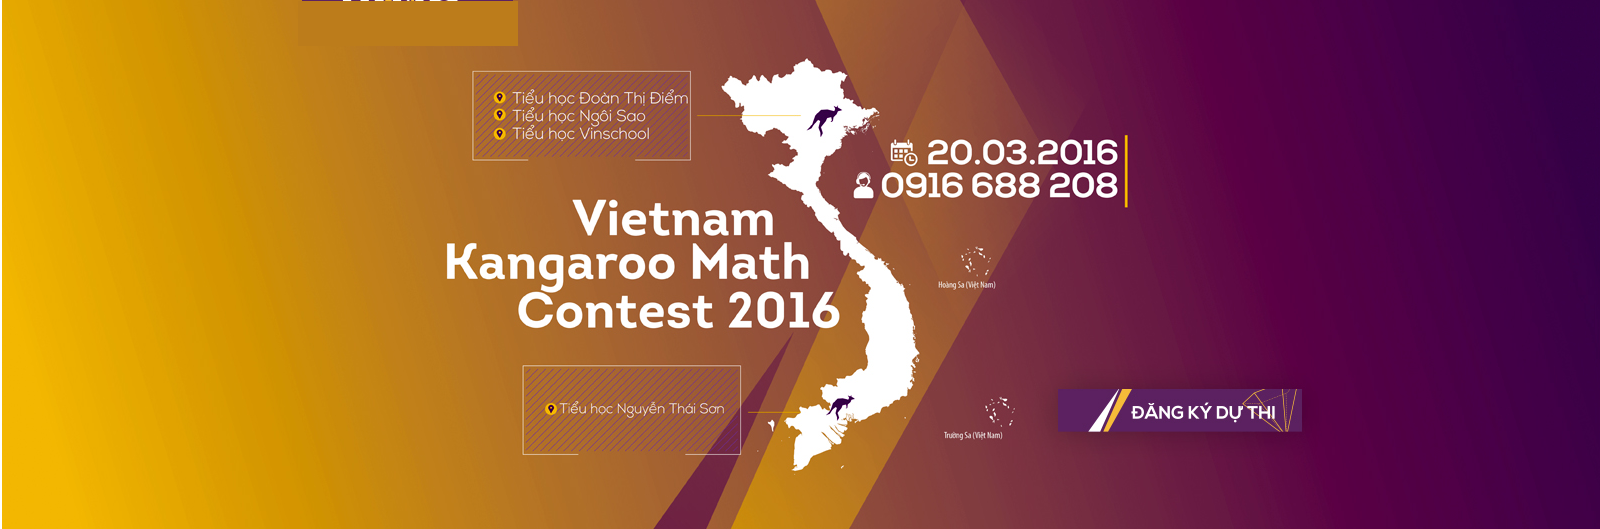 Tiểu học Đoàn Thị Điểm
Tiểu học Ngôi Sao
Tiểu học Vinschool
20.03.2016
0916 688 208
Vietnam
Kangaroo Math
Contest 2016
Hoàng Sa (Việt Nam)
Tiểu học Nguyễn Thái Sơn
ĐĂNG KÝ DỰ THI
Trường Sa (Việt Nam)